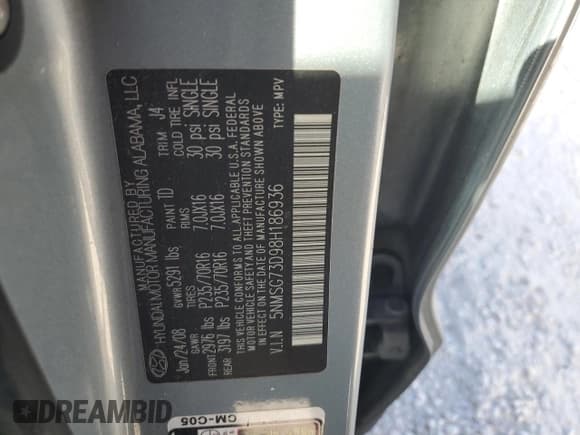 MANUFACTURED BY
HYUNDAI MOTOR MANUFACTURING ALABAMA, LLC
Jan/24/08 PAINT TD TRIM J4
GVWR 5291 lbs
GAWR TIRES RIMS COLD TIRE INFL
FRONT 2976 lbs P235/70R16 7.0JX16 30 psi SINGLE
REAR 3197 lbs P235/70R16 7.0JX16 30 psi SINGLE
THIS VEHICLE CONFORMS TO ALL APPLICABLE U.S.A. FEDERAL
MOTOR VEHICLE SAFETY AND THEFT PREVENTION STANDARDS
IN EFFECT ON THE DATE OF MANUFACTURE SHOWN ABOVE
V.I.N 5NMSG73D98H186936 TYPE: MPV
CM-C05
DREAMBID